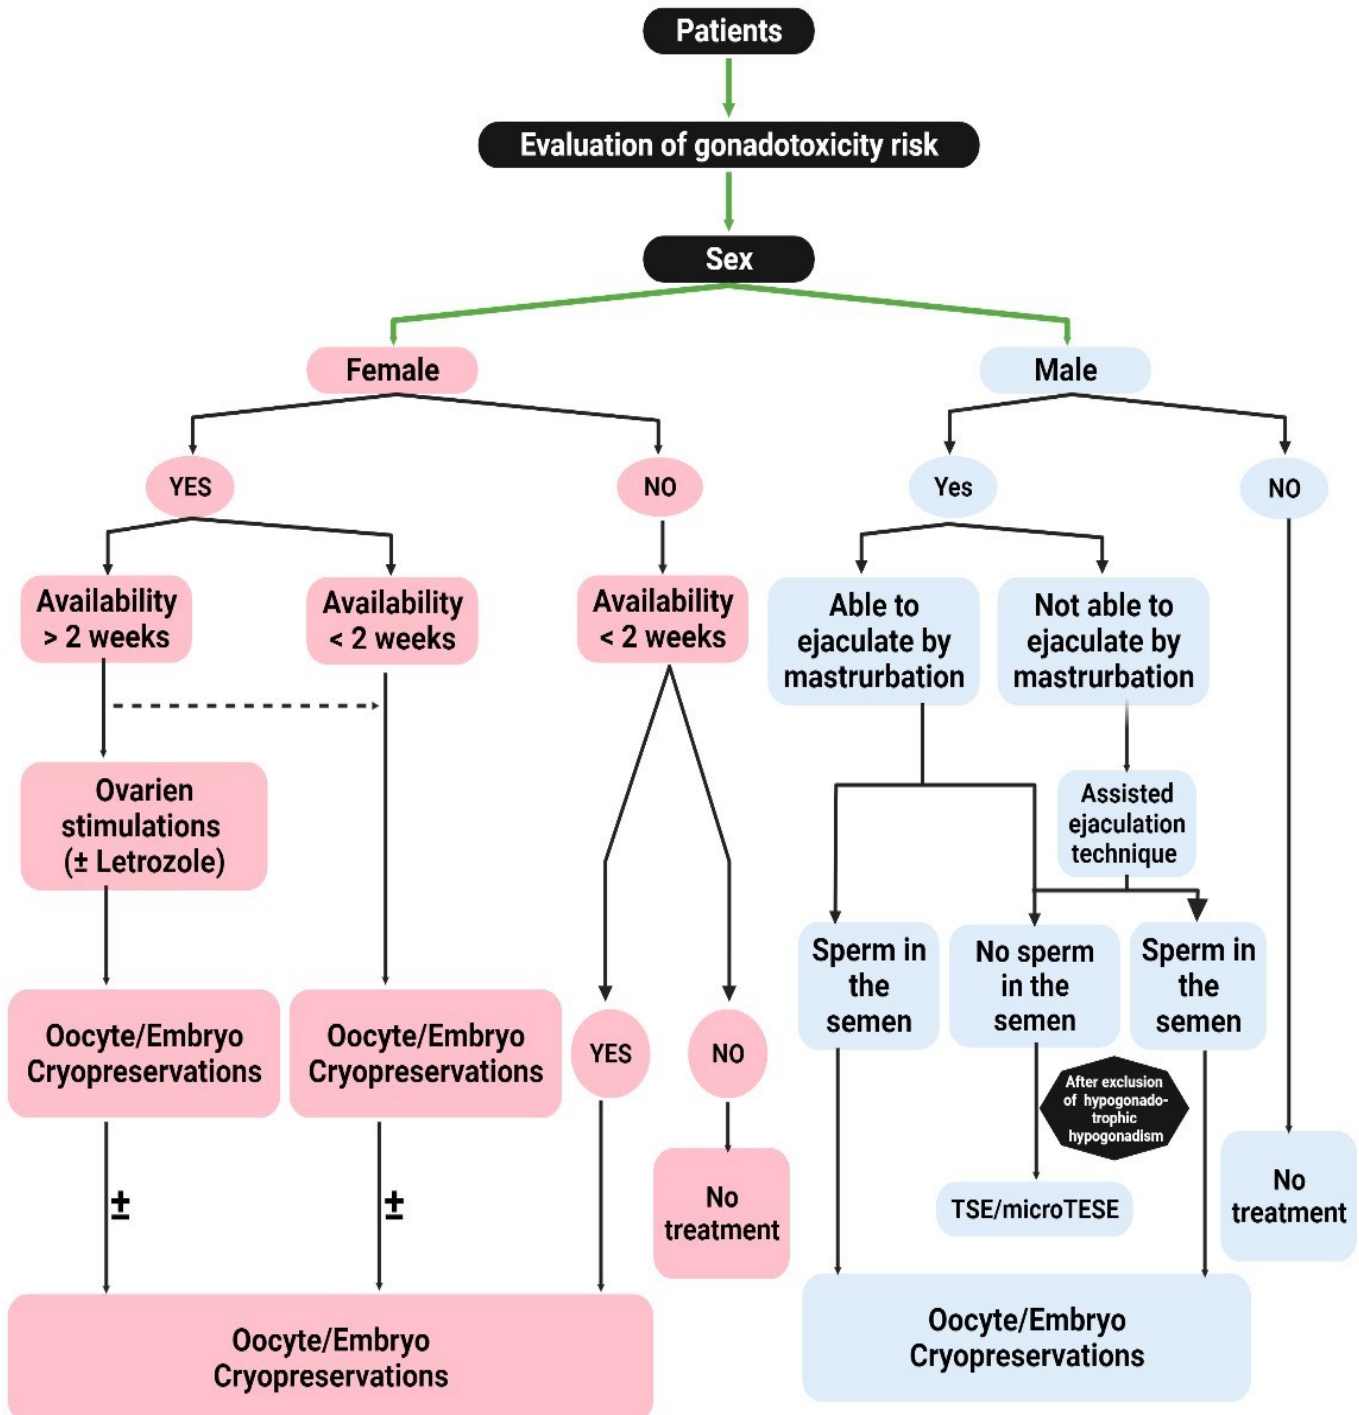 Patients
Evaluation of gonadotoxicity risk
Sex
Female
Male
YES
NO
Yes
NO
Availability
> 2 weeks
Availability
< 2 weeks
Availability
< 2 weeks
Able to
ejaculate by
mastrurbation
Not able to
ejaculate by
mastrurbation
Ovarien
stimulations
(± Letrozole)
Assisted
ejaculation
technique
Sperm in
the
semen
No sperm
in the
semen
Sperm in
the
semen
Oocyte/Embryo
Cryopreservations
Oocyte/Embryo
Cryopreservations
YES
NO
After exclusion
of hypogonado-
trophic
hypogonadism
±
±
No
treatment
TSE/microTESE
No
treatment
Oocyte/Embryo
Cryopreservations
Oocyte/Embryo
Cryopreservations